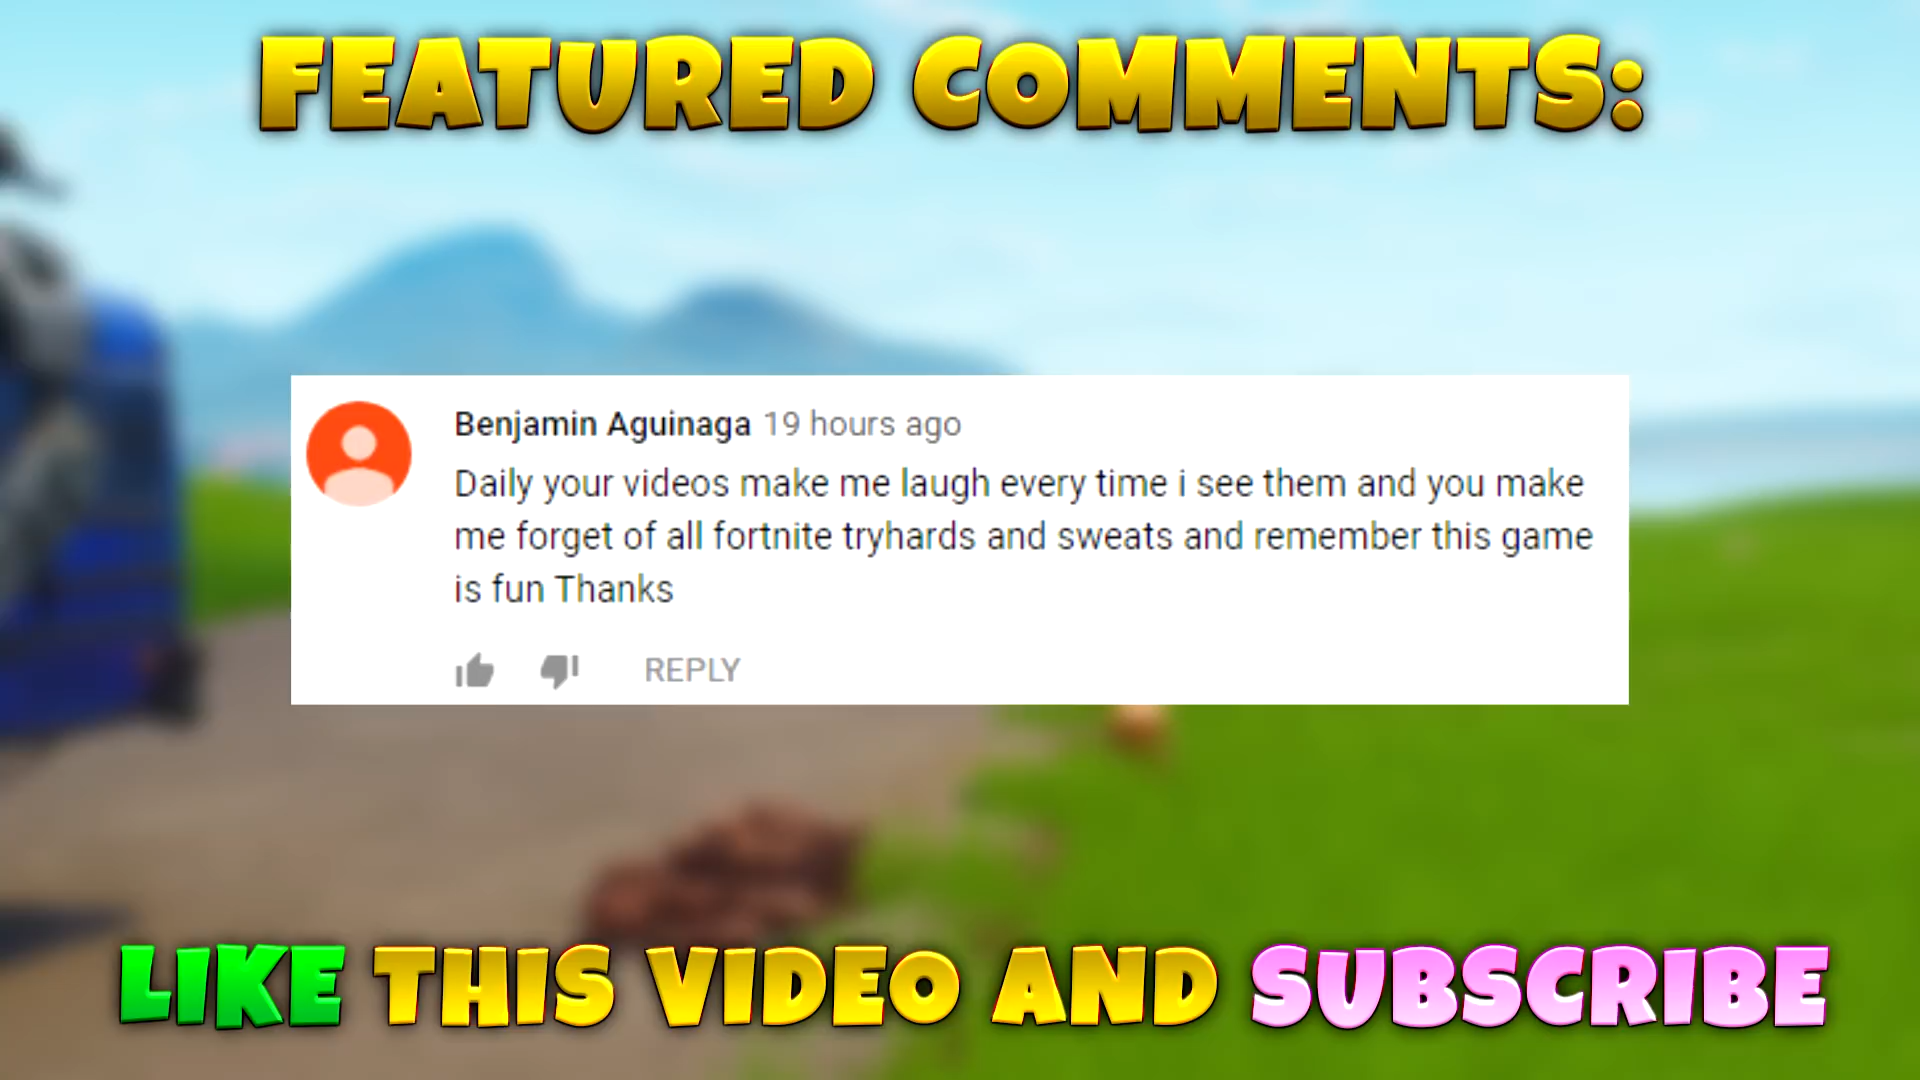 FEATURED COMMENTS:
Benjamin Aguinaga 19 hours ago
Daily your videos make me laugh every time i see them and you make
me forget of all fortnite tryhards and sweats and remember this game
is fun Thanks
REPLY
LIKE THIS VIDEO AND SUBSCRIBE